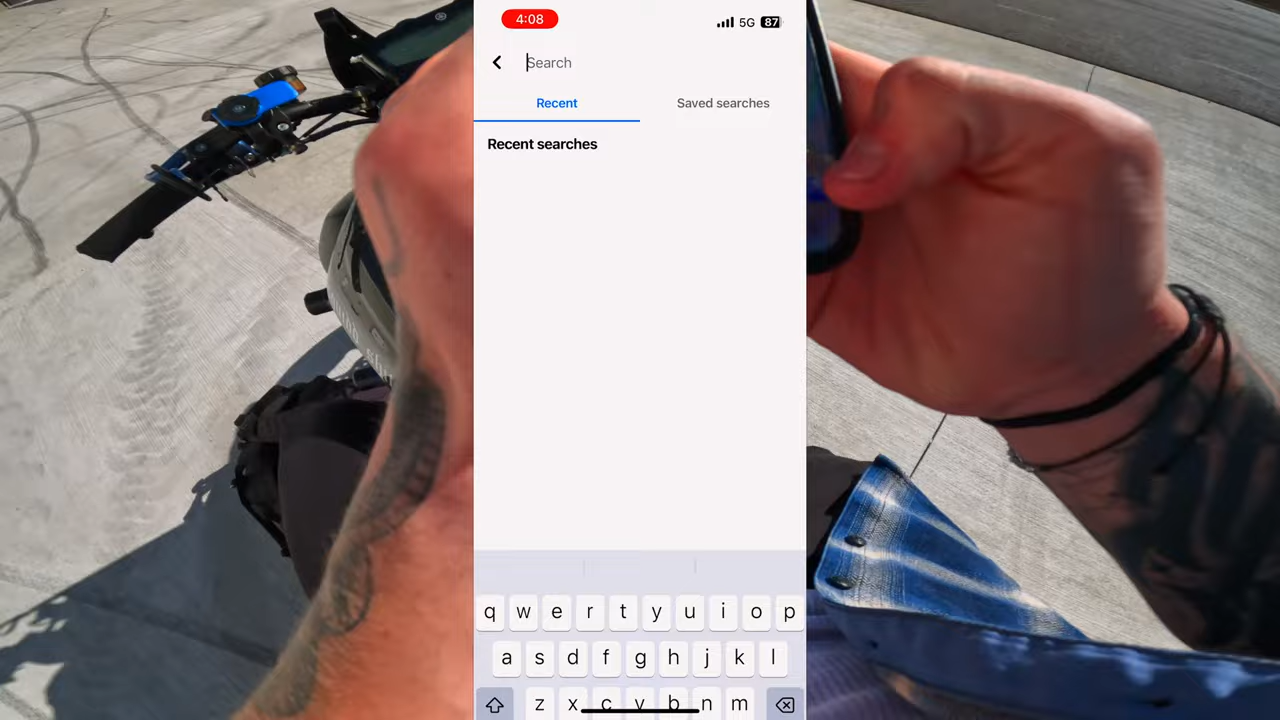 4:08
5G 87
Search
Recent Saved searches
Recent searches
q w e r t y u i o p
a s d f g h j k l
z x c v b n m